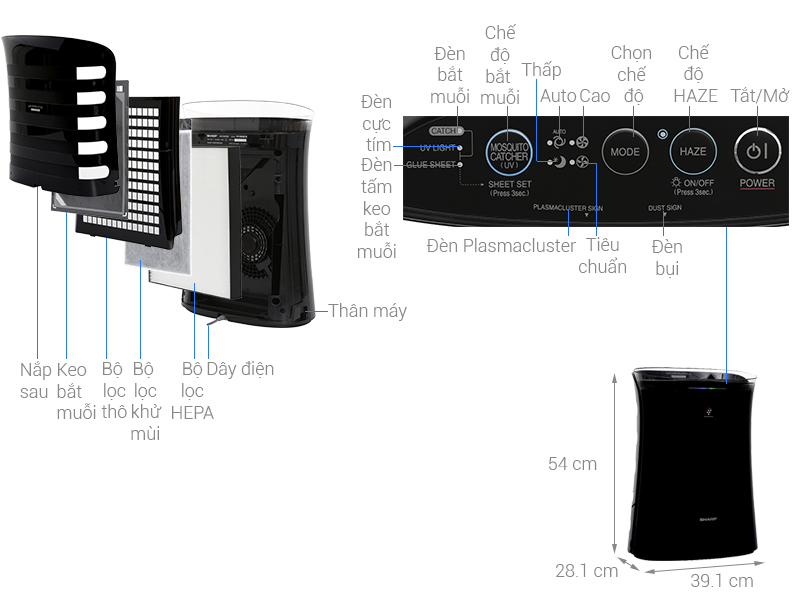 Đèn
bắt
muỗi
Chế
độ
bắt
muỗi
Thấp
Auto
Cao
Chọn
chế
độ
Chế
độ
HAZE
Tắt/Mở
Đèn
cực
tím
Đèn
tấm
keo
bắt
muỗi
CATCH
UV LIGHT
GLUE SHEET
MOSQUITO
CATCHER
(UV)
SHEET SET
(Press 3sec.)
AUTO
MODE
HAZE
ON/OFF
(Press 3sec.)
POWER
PLASMACLUSTER SIGN
DUST SIGN
Đèn Plasmacluster
Tiêu
chuẩn
Đèn
bụi
Thân máy
Nắp
sau
Keo
bắt
muỗi
Bộ
lọc
thô
Bộ
lọc
khử
mùi
Bộ
lọc
HEPA
Dây điện
54 cm
28.1 cm
39.1 cm
SHARP